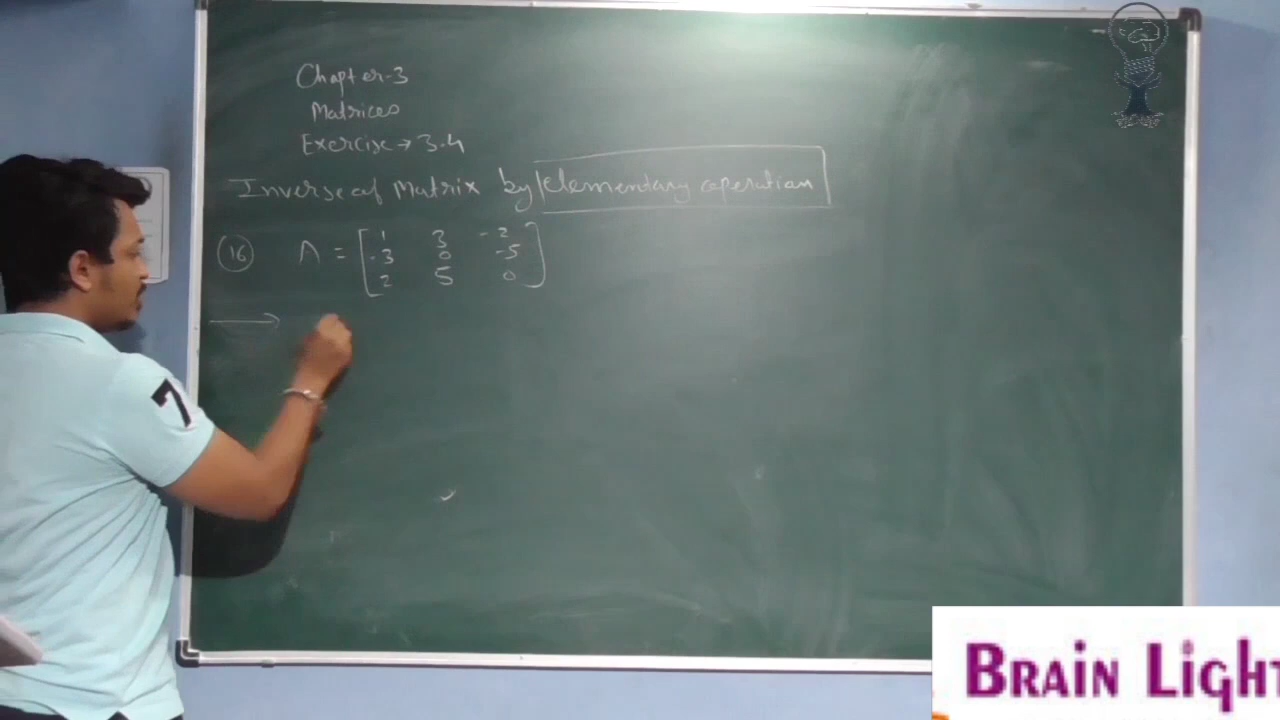 Chapter-3
Matrices
Exercise → 3.4
Inverse of Matrix by elementary operation
16 A = [ 1 3 -2
-3 0 -5
2 5 0 ]
→
7
BRAIN LIGHT